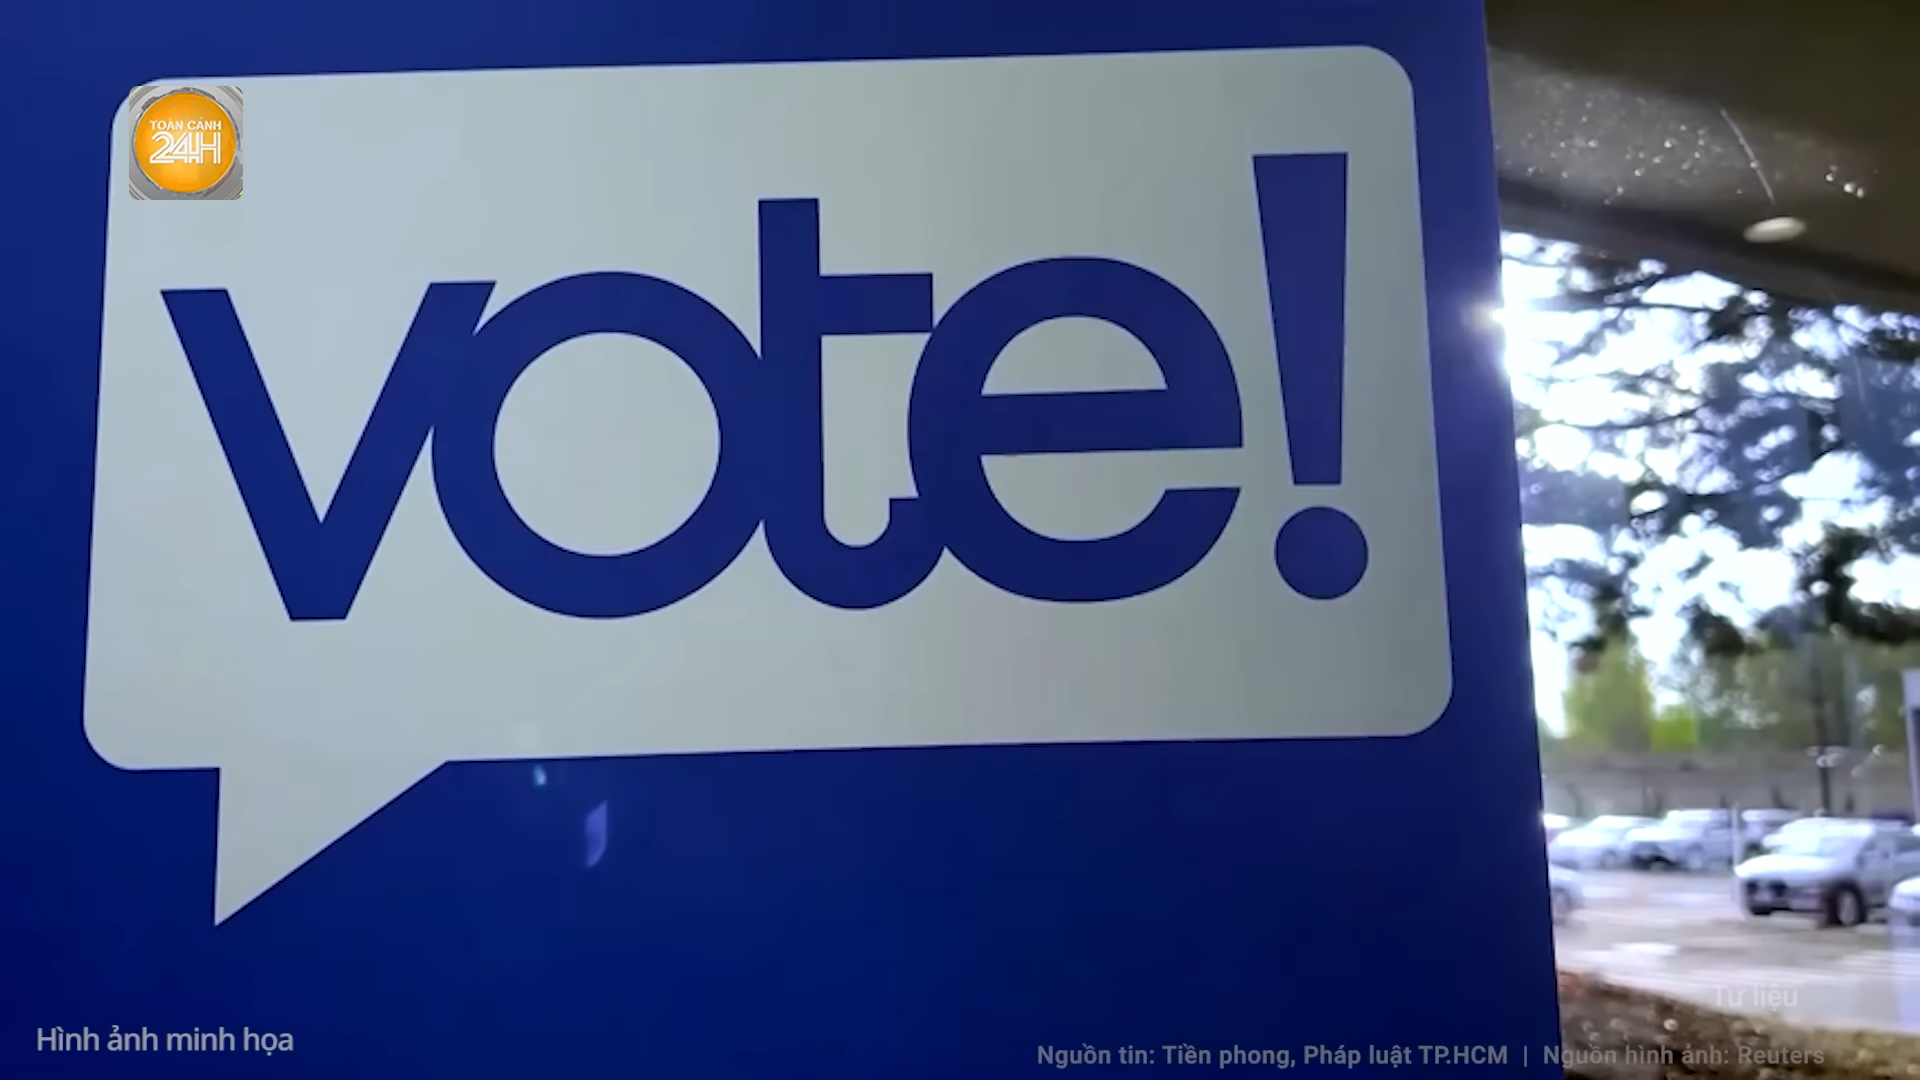 TOÀN CẢNH
24H
vote!
Tư liệu
Hình ảnh minh họa
Nguồn tin: Tiền phong, Pháp luật TP.HCM | Nguồn hình ảnh: Reuters